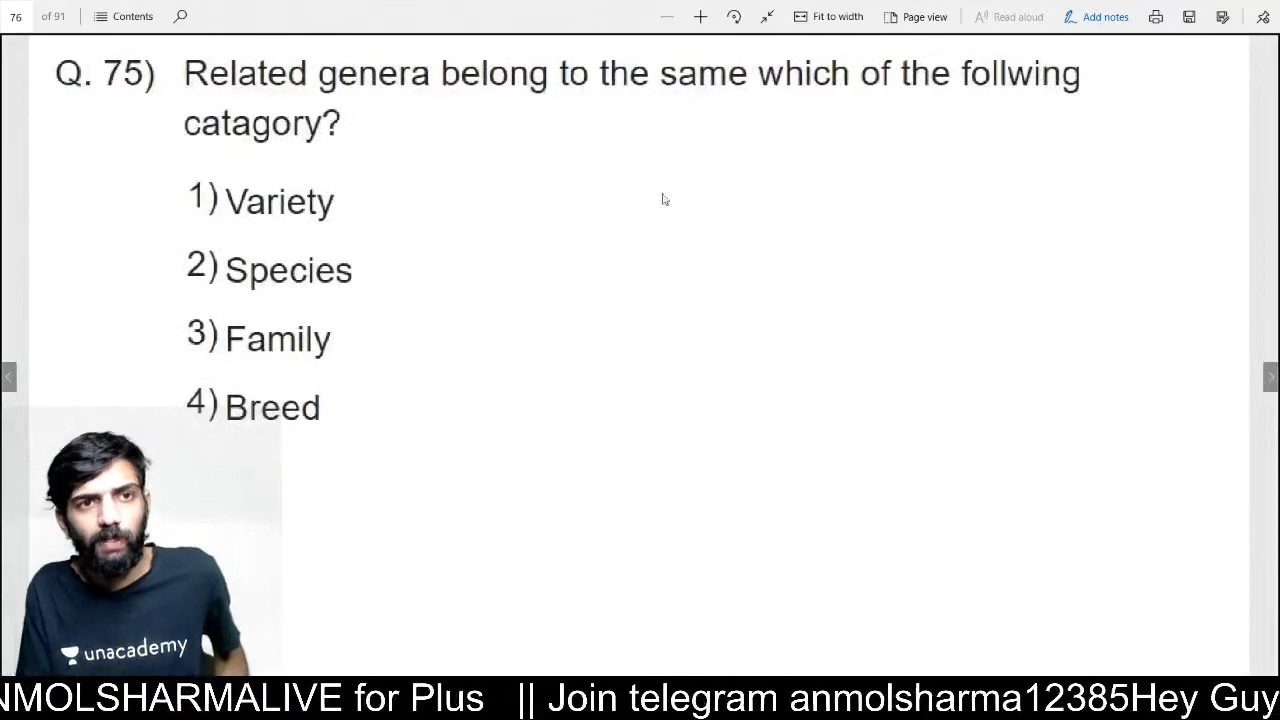 76 of 91 Contents Fit to width Page view Read aloud Add notes
Q. 75) Related genera belong to the same which of the follwing
catagory?
1) Variety
2) Species
3) Family
4) Breed
unacademy
NMOLSHARMALIVE for Plus || Join telegram anmolsharma12385Hey Guy